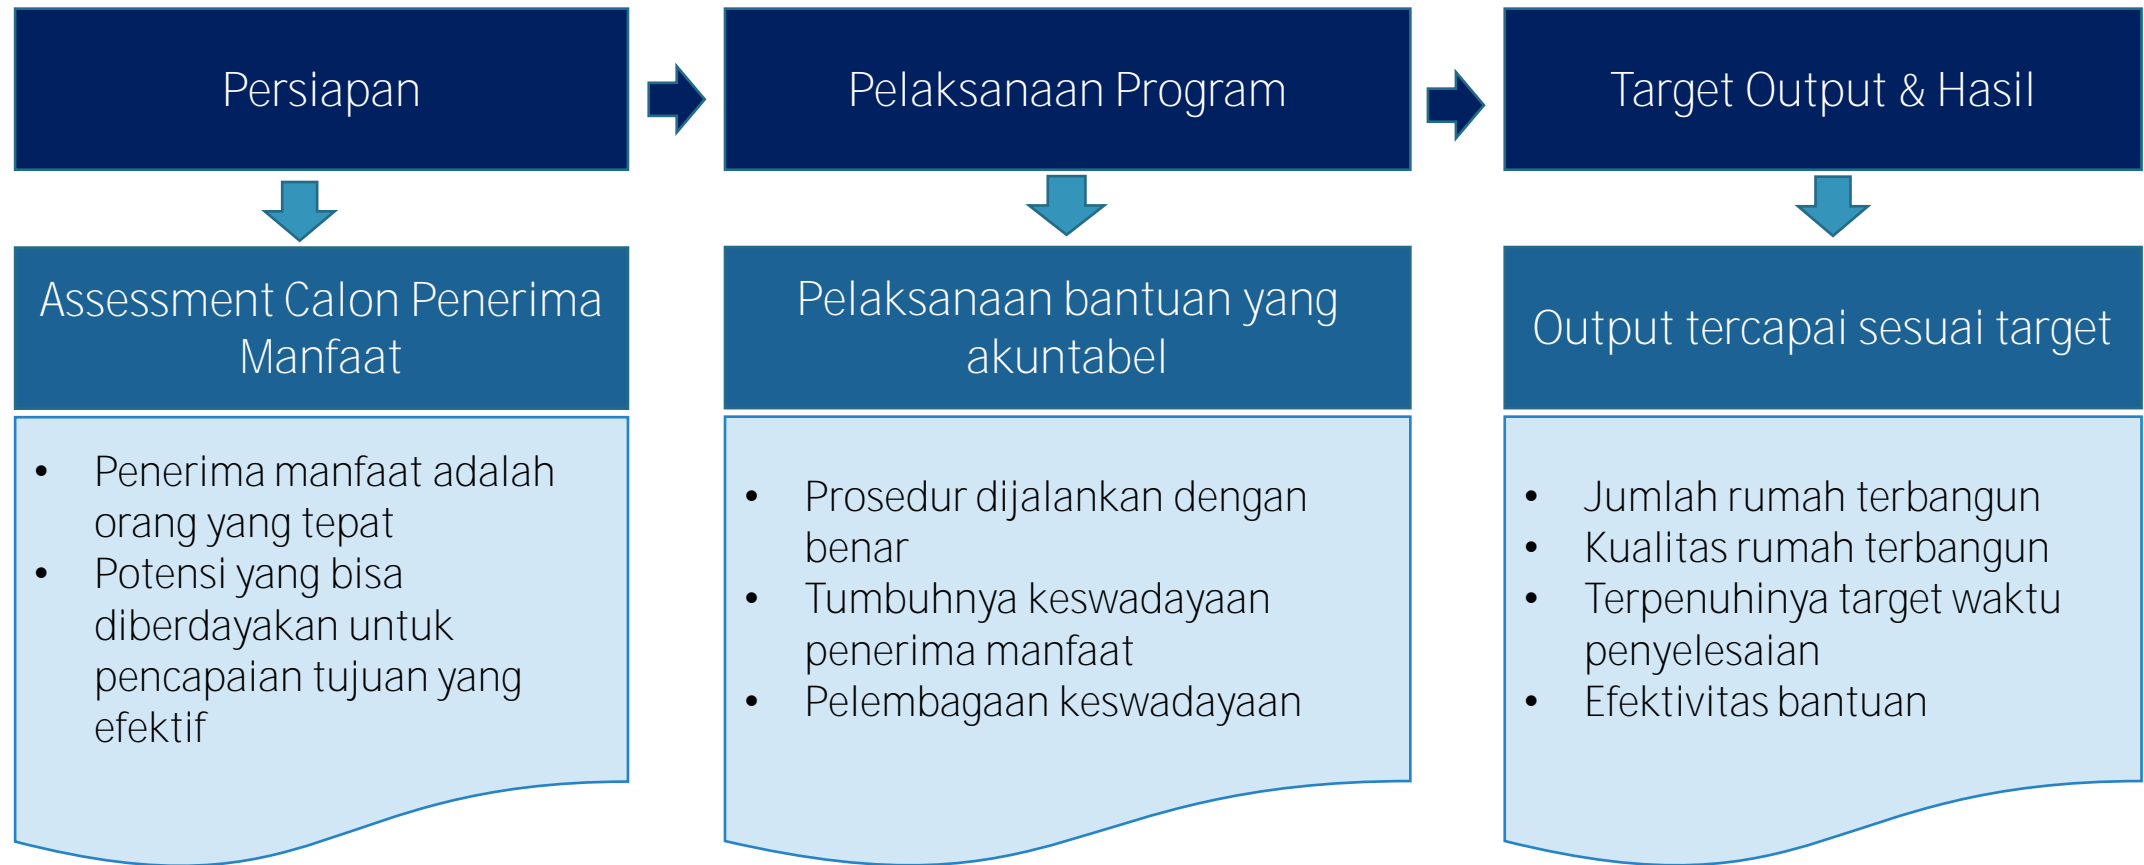 Persiapan
Pelaksanaan Program
Target Output & Hasil
Assessment Calon Penerima
Manfaat
Pelaksanaan bantuan yang
akuntabel
Output tercapai sesuai target
• Penerima manfaat adalah
orang yang tepat
• Potensi yang bisa
diberdayakan untuk
pencapaian tujuan yang
efektif
• Prosedur dijalankan dengan
benar
• Tumbuhnya keswadayaan
penerima manfaat
• Pelembagaan keswadayaan
• Jumlah rumah terbangun
• Kualitas rumah terbangun
• Terpenuhinya target waktu
penyelesaian
• Efektivitas bantuan